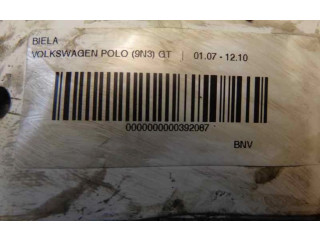 BIELA
VOLKSWAGEN POLO (9N3) GT | 01.07 - 12.10
0000000000392087
BNV